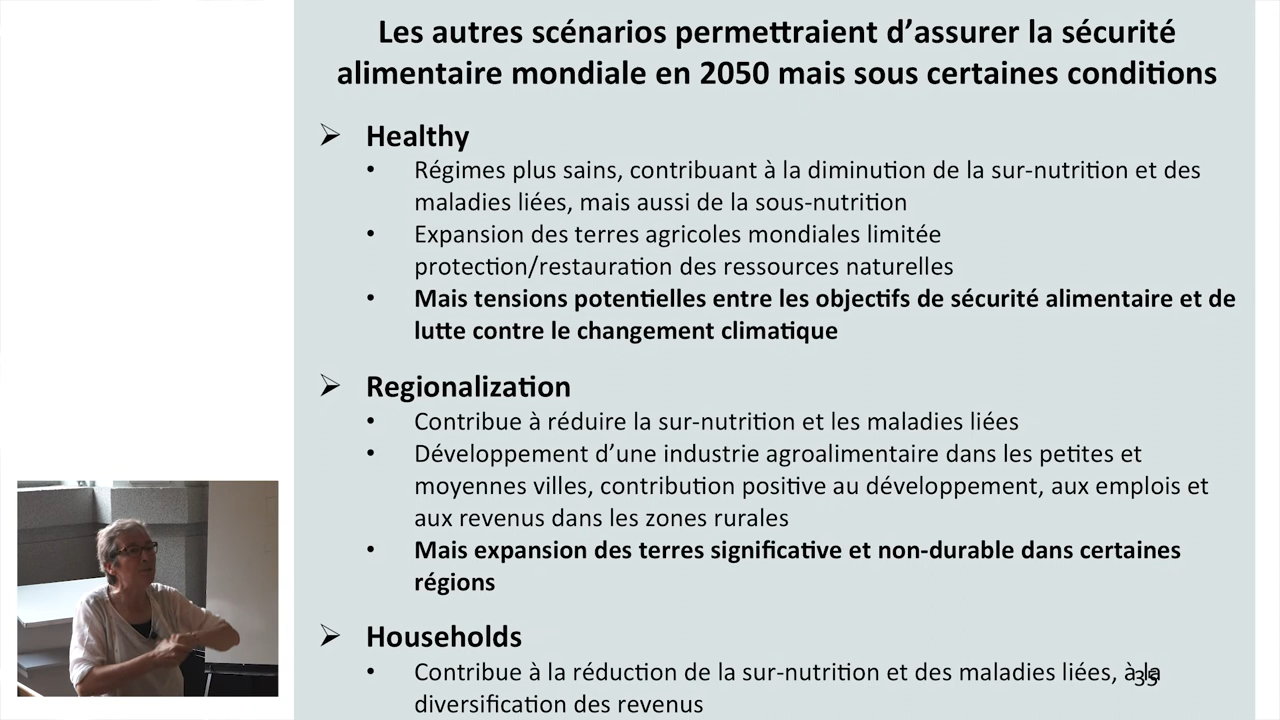 Les autres scénarios permettraient d’assurer la sécurité
alimentaire mondiale en 2050 mais sous certaines conditions
➢ Healthy
• Régimes plus sains, contribuant à la diminution de la sur-nutrition et des
maladies liées, mais aussi de la sous-nutrition
• Expansion des terres agricoles mondiales limitée
protection/restauration des ressources naturelles
• Mais tensions potentielles entre les objectifs de sécurité alimentaire et de
lutte contre le changement climatique
➢ Regionalization
• Contribue à réduire la sur-nutrition et les maladies liées
• Développement d’une industrie agroalimentaire dans les petites et
moyennes villes, contribution positive au développement, aux emplois et
aux revenus dans les zones rurales
• Mais expansion des terres significative et non-durable dans certaines
régions
➢ Households
• Contribue à la réduction de la sur-nutrition et des maladies liées, à la
diversification des revenus
35